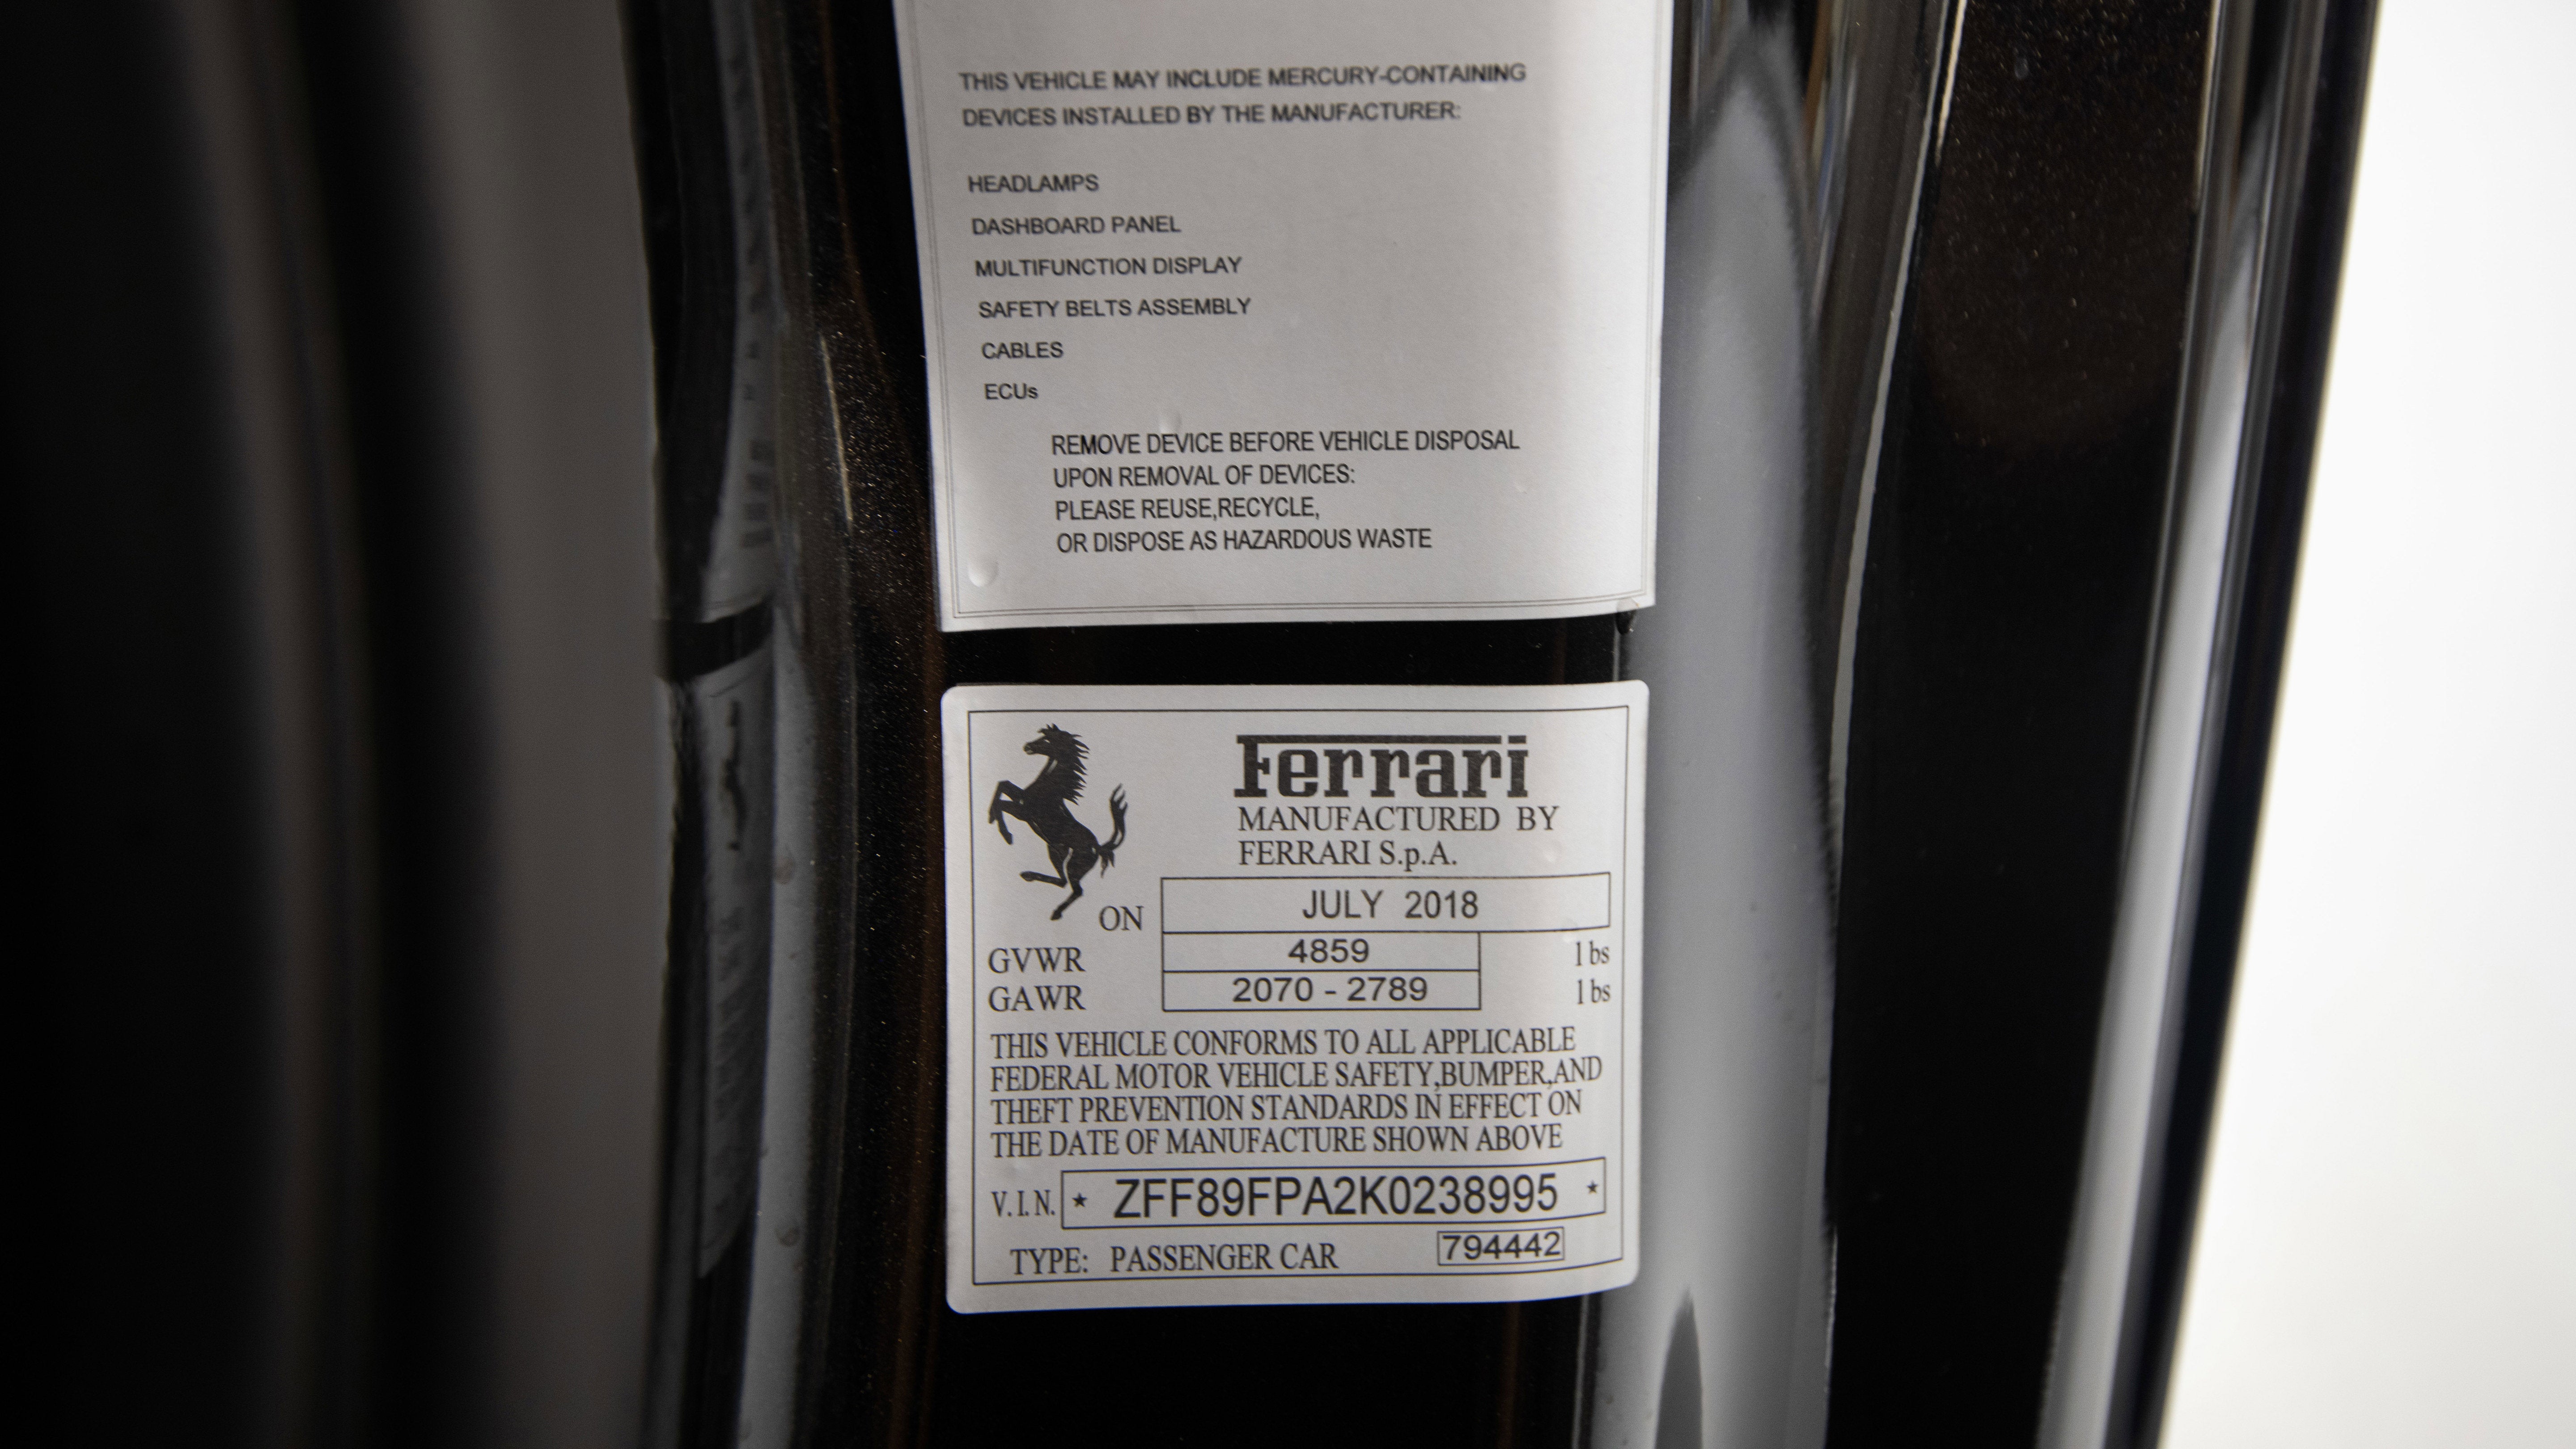 THIS VEHICLE MAY INCLUDE MERCURY-CONTAINING
DEVICES INSTALLED BY THE MANUFACTURER:
HEADLAMPS
DASHBOARD PANEL
MULTIFUNCTION DISPLAY
SAFETY BELTS ASSEMBLY
CABLES
ECUs
REMOVE DEVICE BEFORE VEHICLE DISPOSAL
UPON REMOVAL OF DEVICES:
PLEASE REUSE,RECYCLE,
OR DISPOSE AS HAZARDOUS WASTE
Ferrari
MANUFACTURED BY
FERRARI S.p.A.
ON JULY 2018
GVWR 4859 lbs
GAWR 2070 - 2789 lbs
THIS VEHICLE CONFORMS TO ALL APPLICABLE
FEDERAL MOTOR VEHICLE SAFETY,BUMPER,AND
THEFT PREVENTION STANDARDS IN EFFECT ON
THE DATE OF MANUFACTURE SHOWN ABOVE
V.I.N. * ZFF89FPA2K0238995 *
TYPE: PASSENGER CAR 794442